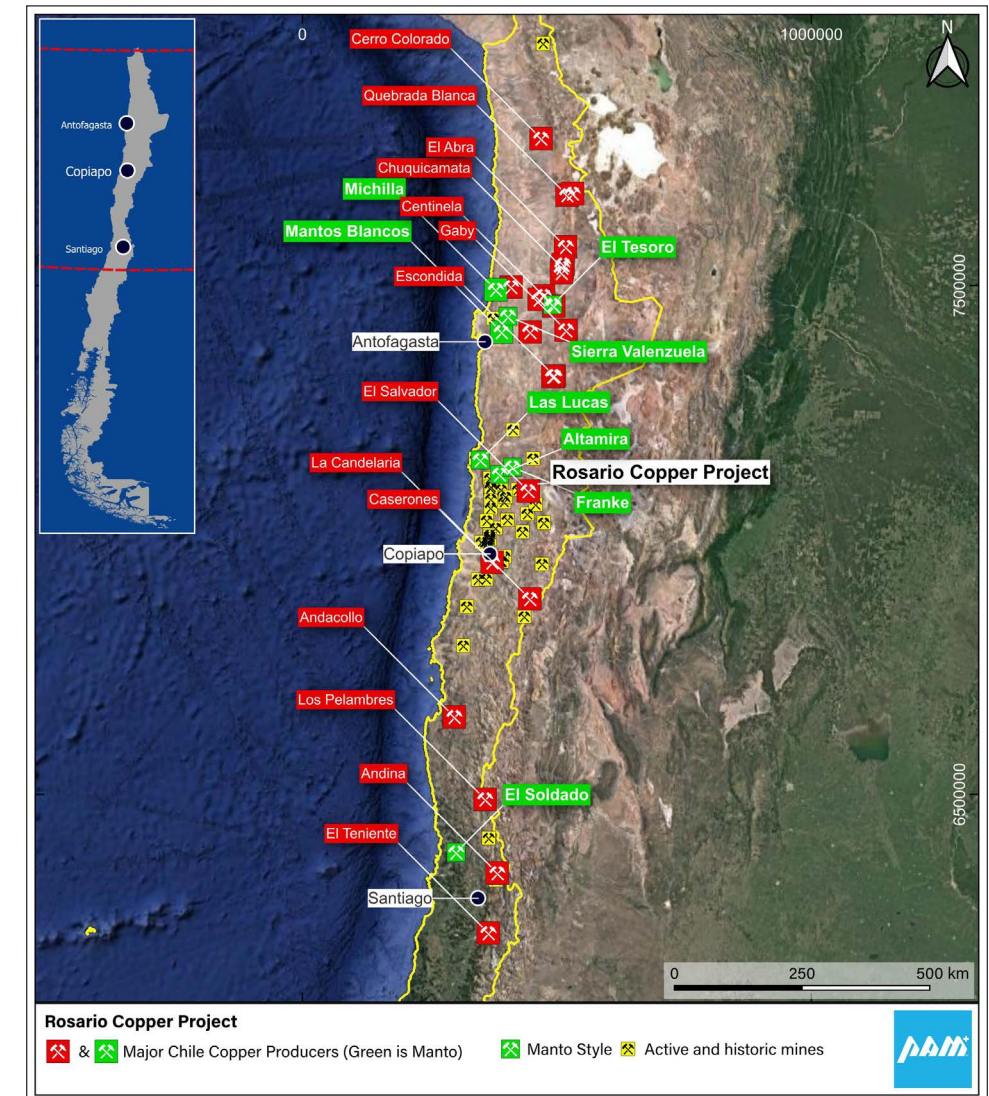 Antofagasta
Copiapo
Santiago
0
1000000
N
Cerro Colorado
Quebrada Blanca
El Abra
Chuquicamata
Michilla
Centinela
Mantos Blancos
Gaby
El Tesoro
Escondida
7500000
Antofagasta
Sierra Valenzuela
El Salvador
Las Lucas
Altamira
La Candelaria
Rosario Copper Project
Caserones
Franke
Copiapo
Andacollo
Los Pelambres
Andina
El Soldado
6500000
El Teniente
Santiago
0 250 500 km
Rosario Copper Project
& Major Chile Copper Producers (Green is Manto)
Manto Style
Active and historic mines
PAM